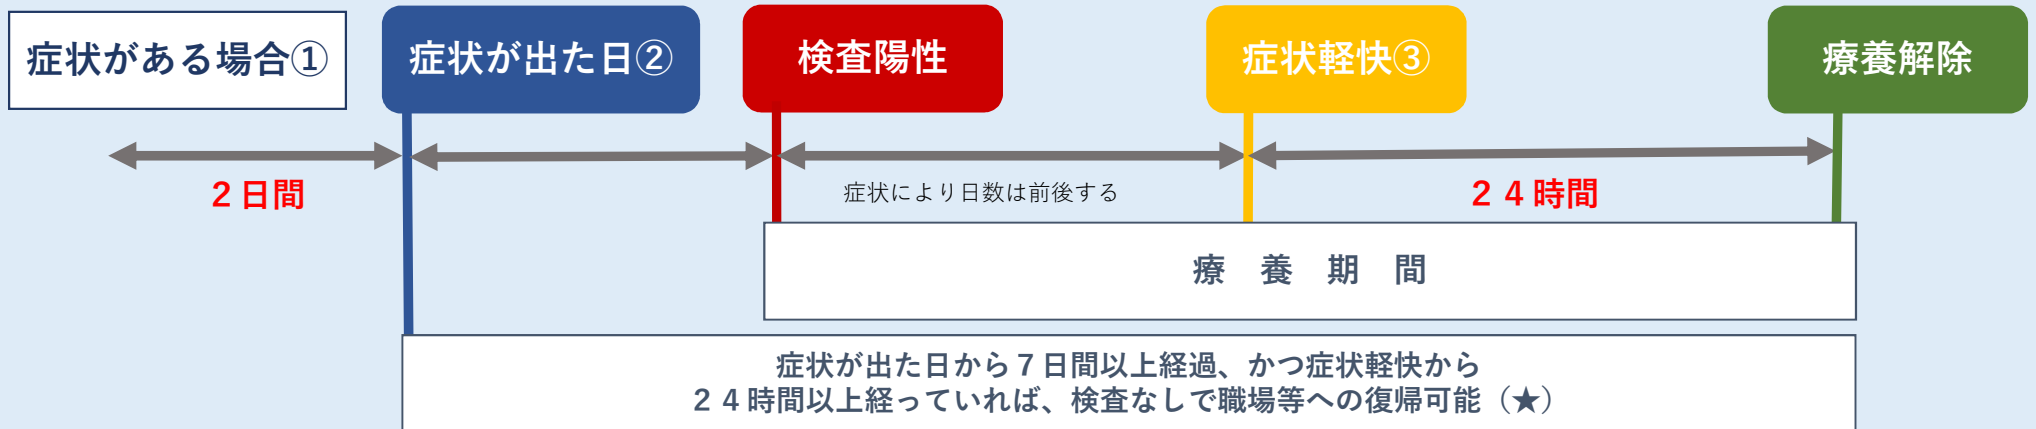 症状がある場合①
症状が出た日②
検査陽性
症状軽快③
療養解除
２日間
症状により日数は前後する
２４時間
療　養　期　間
症状が出た日から７日間以上経過、かつ症状軽快から
２４時間以上経っていれば、検査なしで職場等への復帰可能（★）